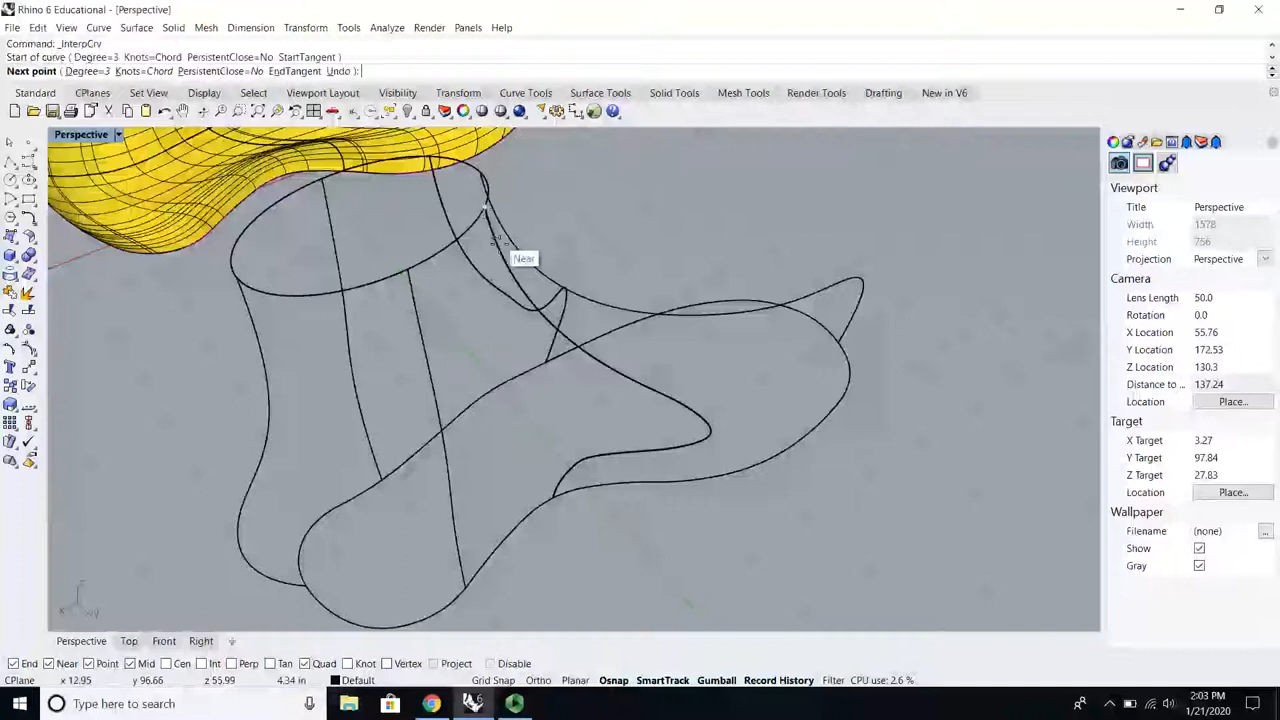 Rhino 6 Educational - [Perspective]
File Edit View Curve Surface Solid Mesh Dimension Transform Tools Analyze Render Panels Help
Command: _InterpCrv
Start of curve ( Degree=3 Knots=Chord PersistentClose=No StartTangent )
Next point ( Degree=3 Knots=Chord PersistentClose=No EndTangent Undo ):
Standard CPlanes Set View Display Select Viewport Layout Visibility Transform Curve Tools Surface Tools Solid Tools Mesh Tools Render Tools Drafting New in V6
Perspective
Near
Viewport
Title Perspective
Width 1578
Height 756
Projection Perspective
Camera
Lens Length 50.0
Rotation 0.0
X Location 55.76
Y Location 172.53
Z Location 130.3
Distance to ... 137.24
Location Place...
Target
X Target 3.27
Y Target 97.84
Z Target 27.83
Location Place...
Wallpaper
Filename (none) ...
Show
Gray
Perspective Top Front Right
End Near Point Mid Cen Int Perp Tan Quad Knot Vertex Project Disable
CPlane x 12.95 y 96.66 z 55.99 4.34 in Default Grid Snap Ortho Planar Osnap SmartTrack Gumball Record History Filter CPU use: 2.6 %
Type here to search
2:03 PM
1/21/2020